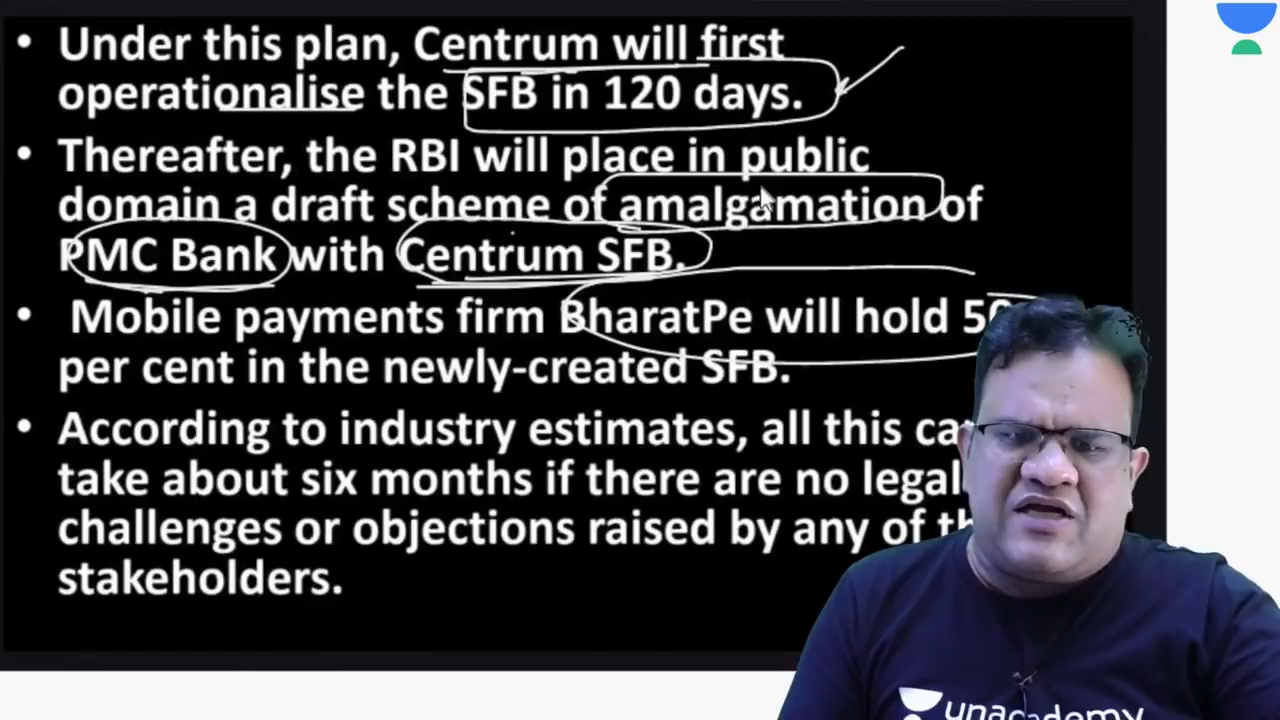 • Under this plan, Centrum will first
operationalise the SFB in 120 days.
• Thereafter, the RBI will place in public
domain a draft scheme of amalgamation of
PMC Bank with Centrum SFB.
• Mobile payments firm BharatPe will hold 50
per cent in the newly-created SFB.
• According to industry estimates, all this
take about six months if there are no legal
challenges or objections raised by any of
stakeholders.
unacademy